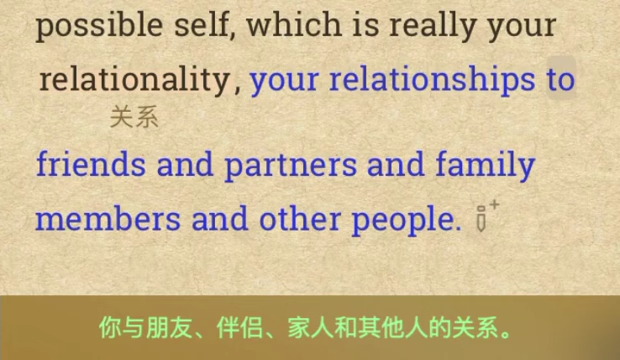 possible self, which is really your
relationality, your relationships to
关系
friends and partners and family
members and other people.
你与朋友、伴侣、家人和其他人的关系。